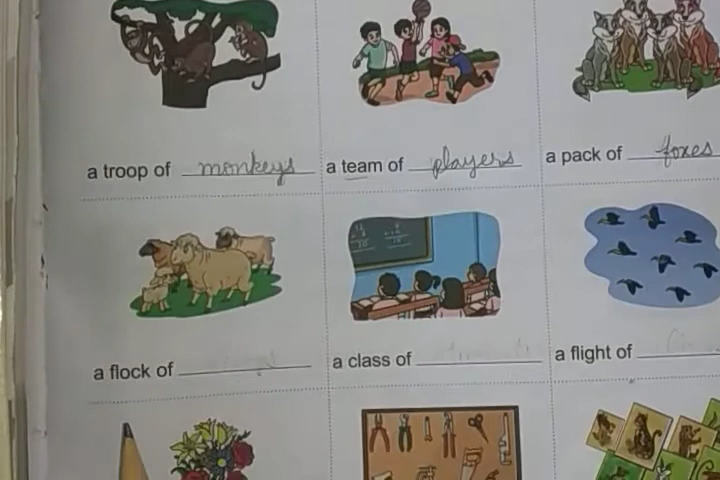 a troop of monkeys
a team of players
a pack of foxes
a flock of
a class of
a flight of